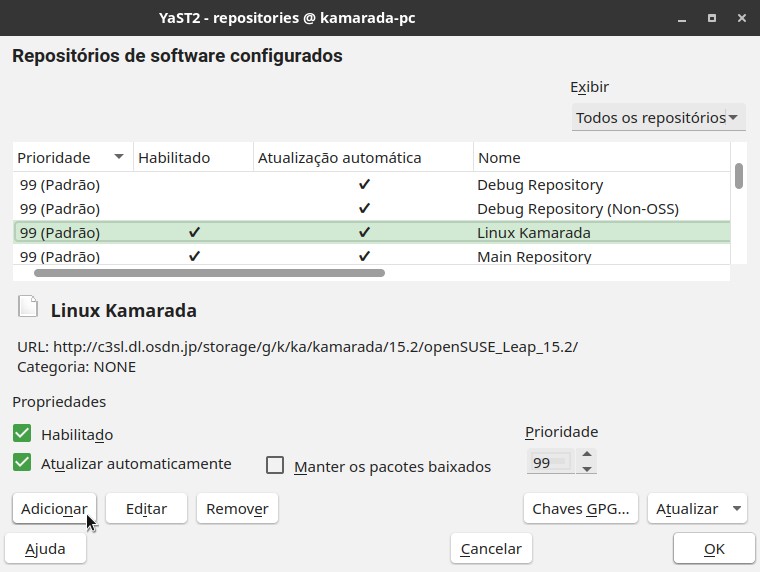 YaST2 - repositories @ kamarada-pc
Repositórios de software configurados
Exibir
Todos os repositórios
Prioridade Habilitado Atualização automática Nome
99 (Padrão) Debug Repository
99 (Padrão) Debug Repository (Non-OSS)
99 (Padrão) Linux Kamarada
99 (Padrão) Main Repository
Linux Kamarada
URL: http://c3sl.dl.osdn.jp/storage/g/k/ka/kamarada/15.2/openSUSE_Leap_15.2/
Categoria: NONE
Propriedades
Habilitado
Prioridade
Atualizar automaticamente
Manter os pacotes baixados
99
Adicionar Editar Remover Chaves GPG... Atualizar
Ajuda Cancelar OK